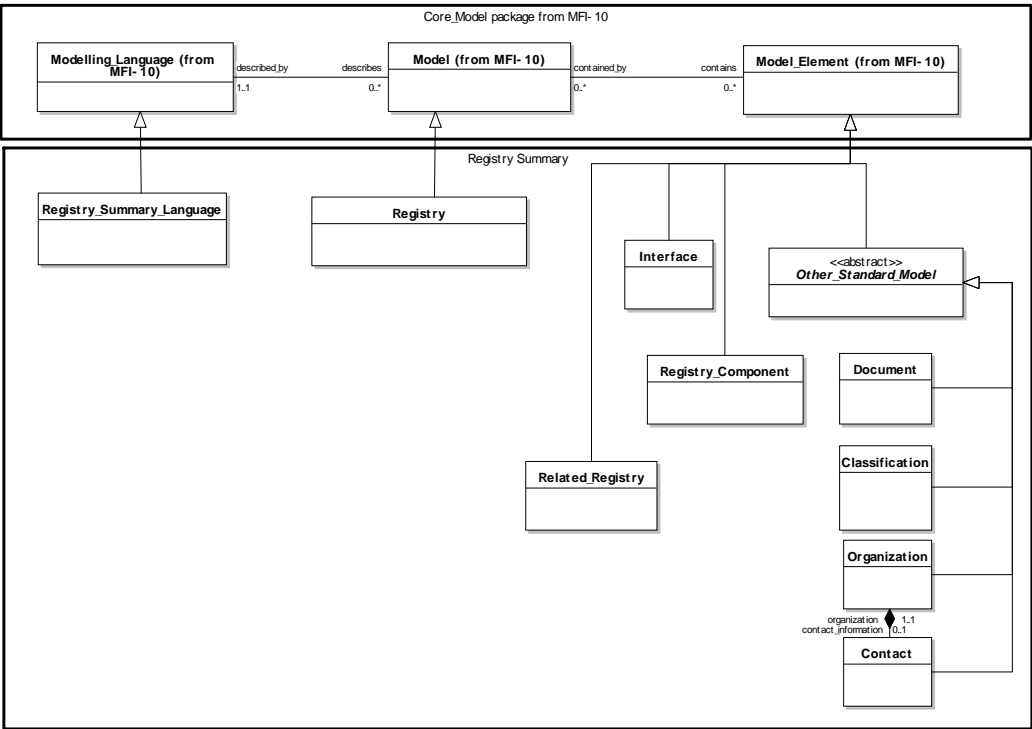 Core_Model package from MFI- 10
Modelling_Language (from
MFI- 10)
described_by
1..1
describes
0..*
Model (from MFI- 10)
contained_by
0..*
contains
0..*
Model_Element (from MFI- 10)
Registry Summary
Registry_Summary_Language
Registry
Interface
<<abstract>>
Other_Standard_Model
Registry_Component
Document
Classification
Related_Registry
Organization
organization 1..1
contact_information 0..1
Contact